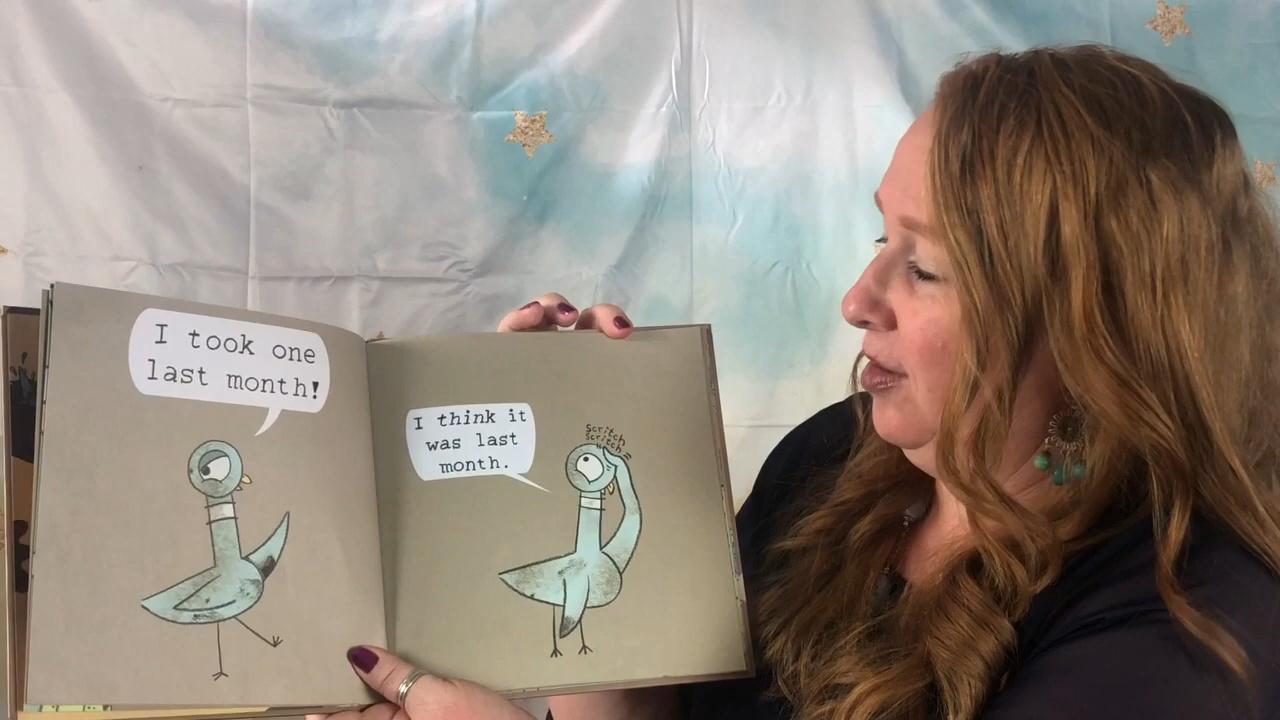 I took one
last month!
I think it
was last
month.
scritch
scritch